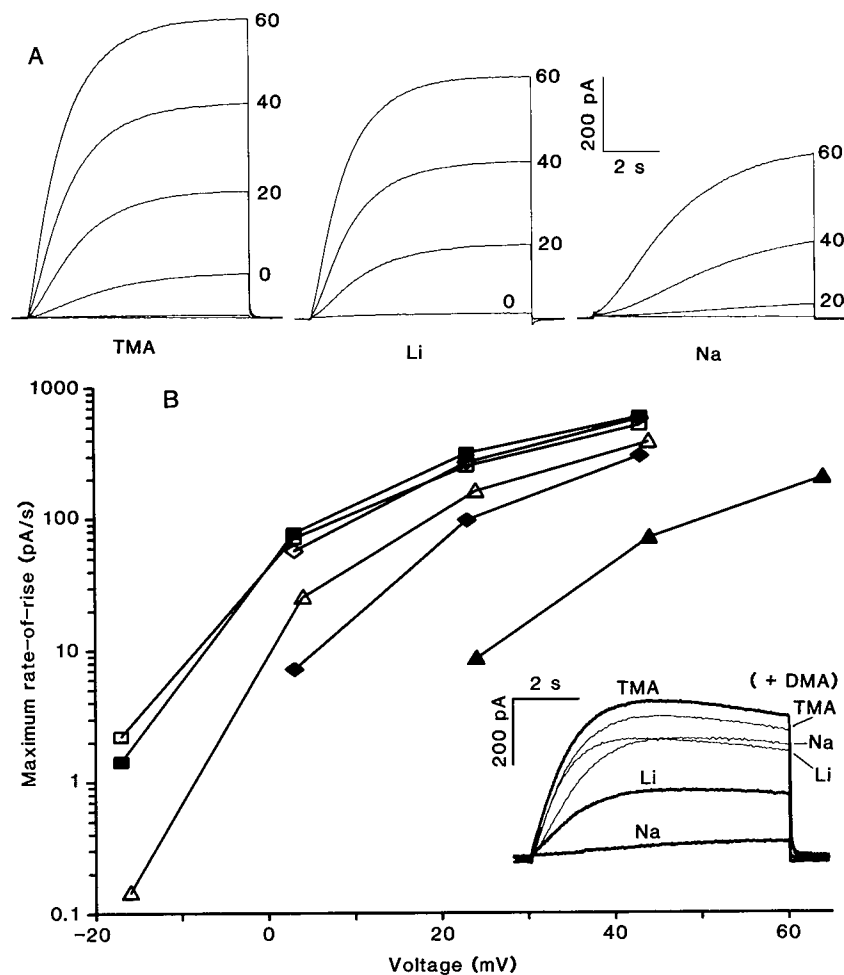 A
60
40
20
0
TMA
60
40
20
0
Li
200 pA
2 s
60
40
20
Na
B
Maximum rate-of-rise (pA/s)
1000
100
10
1
0.1
-20
0
20
40
60
Voltage (mV)
200 pA
2 s
TMA
(+ DMA)
TMA
Na
Li
Li
Na